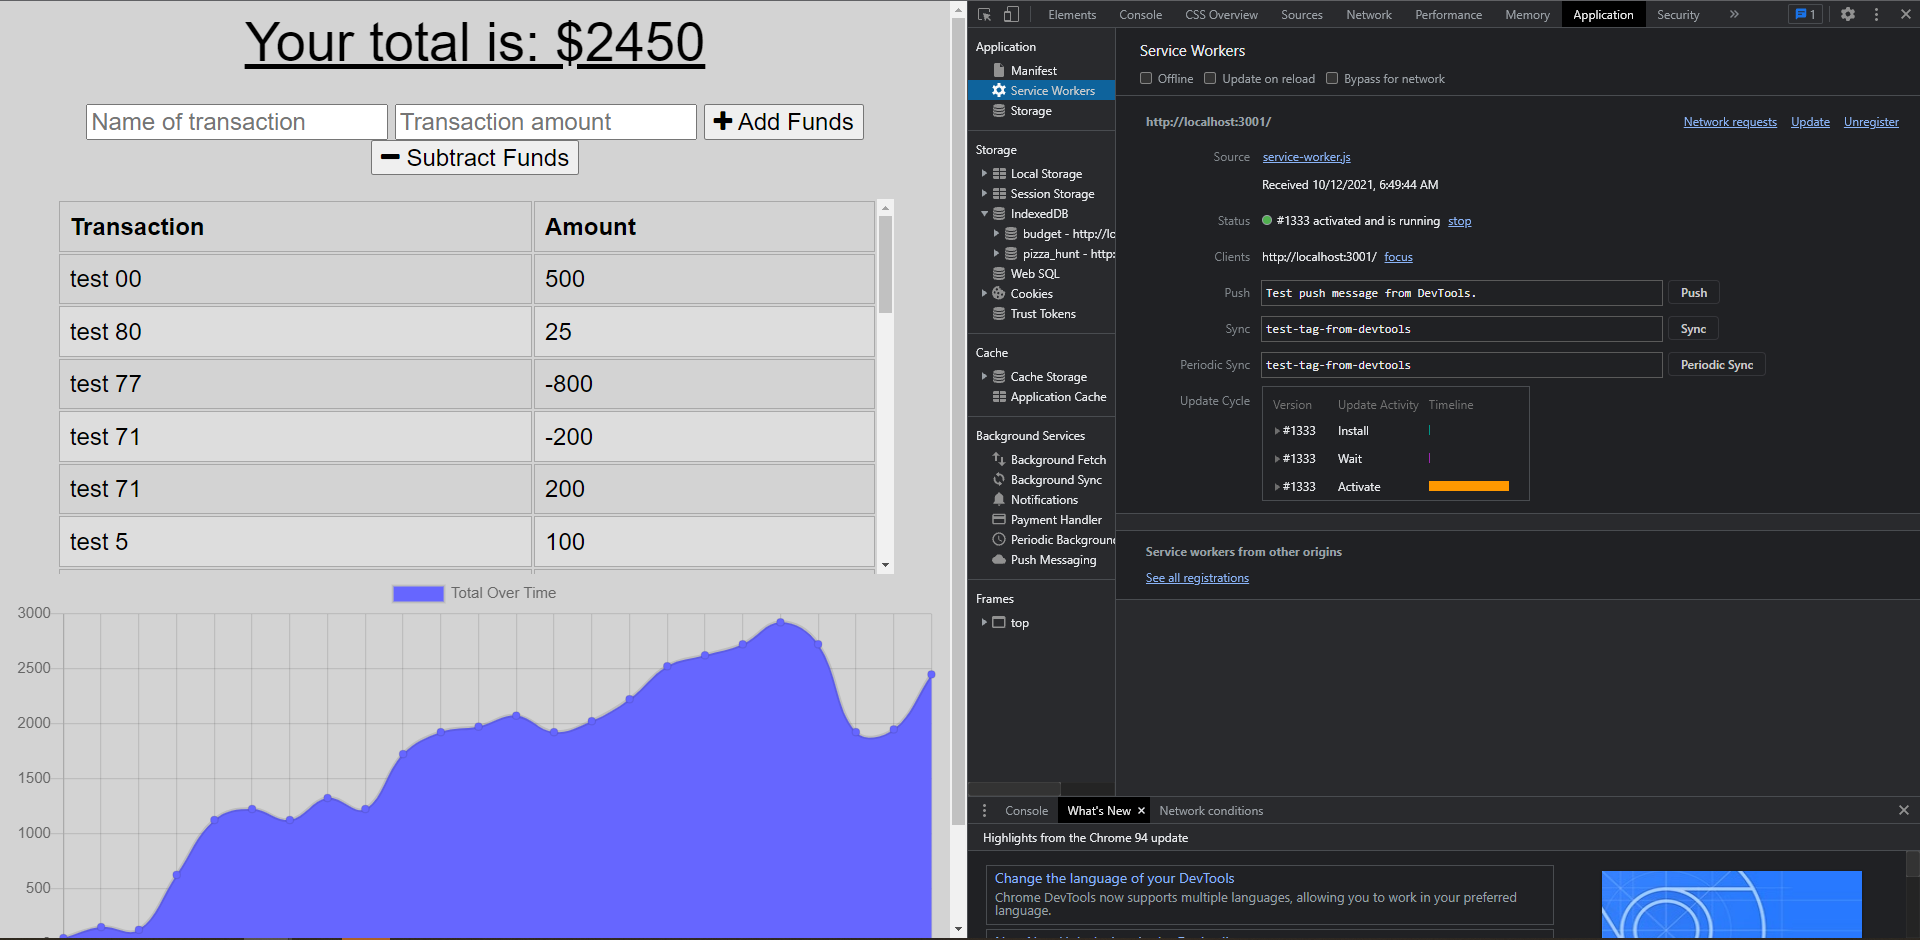 Your total is: $2450
Name of transaction
Transaction amount
Add Funds
Subtract Funds
Transaction Amount
test 00 500
test 80 25
test 77 -800
test 71 -200
test 71 200
test 5 100
Total Over Time
3000
2500
2000
1500
1000
500
Elements Console CSS Overview Sources Network Performance Memory Application Security » 1
Application
Manifest
Service Workers
Storage
Storage
Local Storage
Session Storage
IndexedDB
budget - http://lo
pizza_hunt - http:
Web SQL
Cookies
Trust Tokens
Cache
Cache Storage
Application Cache
Background Services
Background Fetch
Background Sync
Notifications
Payment Handler
Periodic Background
Push Messaging
Frames
top
Service Workers
Offline Update on reload Bypass for network
http://localhost:3001/ Network requests Update Unregister
Source service-worker.js
Received 10/12/2021, 6:49:44 AM
Status #1333 activated and is running stop
Clients http://localhost:3001/ focus
Push Test push message from DevTools. Push
Sync test-tag-from-devtools Sync
Periodic Sync test-tag-from-devtools Periodic Sync
Update Cycle Version Update Activity Timeline
#1333 Install
#1333 Wait
#1333 Activate
Service workers from other origins
See all registrations
Console What's New Network conditions
Highlights from the Chrome 94 update
Change the language of your DevTools
Chrome DevTools now supports multiple languages, allowing you to work in your preferred
language.